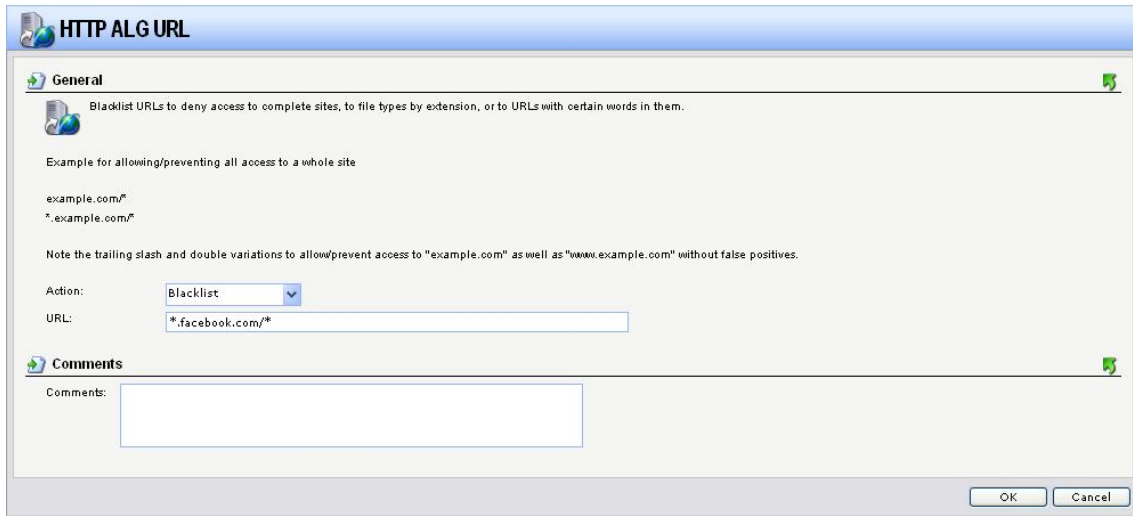 HTTP ALG URL
General
Blacklist URLs to deny access to complete sites, to file types by extension, or to URLs with certain words in them.
Example for allowing/preventing all access to a whole site
example.com/*
*.example.com/*
Note the trailing slash and double variations to allow/prevent access to "example.com" as well as "www.example.com" without false positives.
Action: Blacklist
URL: *.facebook.com/*
Comments
Comments:
OK Cancel